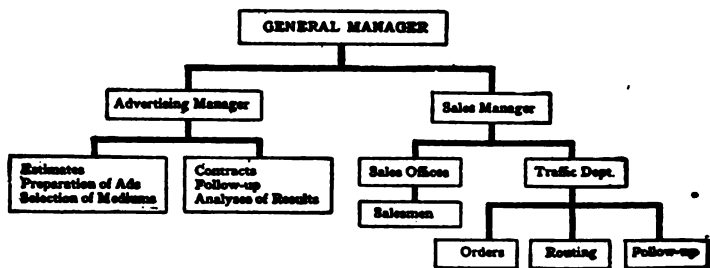 GENERAL MANAGER
Advertising Manager
Sales Manager
Estimates
Preparation of Ads
Selection of Mediums
Contracts
Follow-up
Analyses of Results
Sales Offices
Traffic Dept.
Salesmen
Orders
Routing
Follow-up